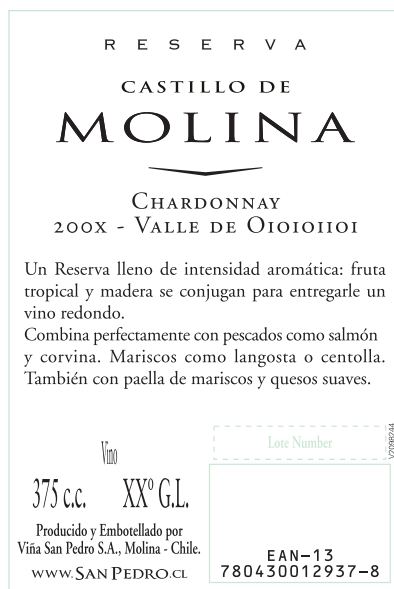 RESERVA
CASTILLO DE
MOLINA
CHARDONNAY
200X - VALLE DE OIOIOIIOI
Un Reserva lleno de intensidad aromática: fruta
tropical y madera se conjugan para entregarle un
vino redondo.
Combina perfectamente con pescados como salmón
y corvina. Mariscos como langosta o centolla.
También con paella de mariscos y quesos suaves.
Vino
375 c.c. XXº G.L.
Producido y Embotellado por
Viña San Pedro S.A., Molina - Chile.
WWW.SANPEDRO.CL
Lote Number
V2098244
EAN-13
780430012937-8